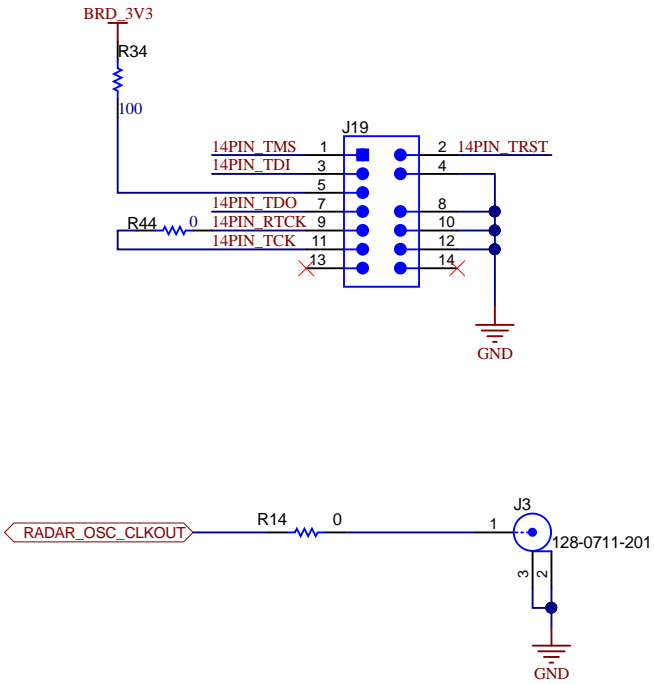 BRD_3V3
R34
100
J19
14PIN_TMS 1 2 14PIN_TRST
14PIN_TDI 3 4
5
14PIN_TDO 7 8
R44 0 14PIN_RTCK 9 10
14PIN_TCK 11 12
13 14
GND
RADAR_OSC_CLKOUT R14 0 1 J3
128-0711-201
3 2
GND